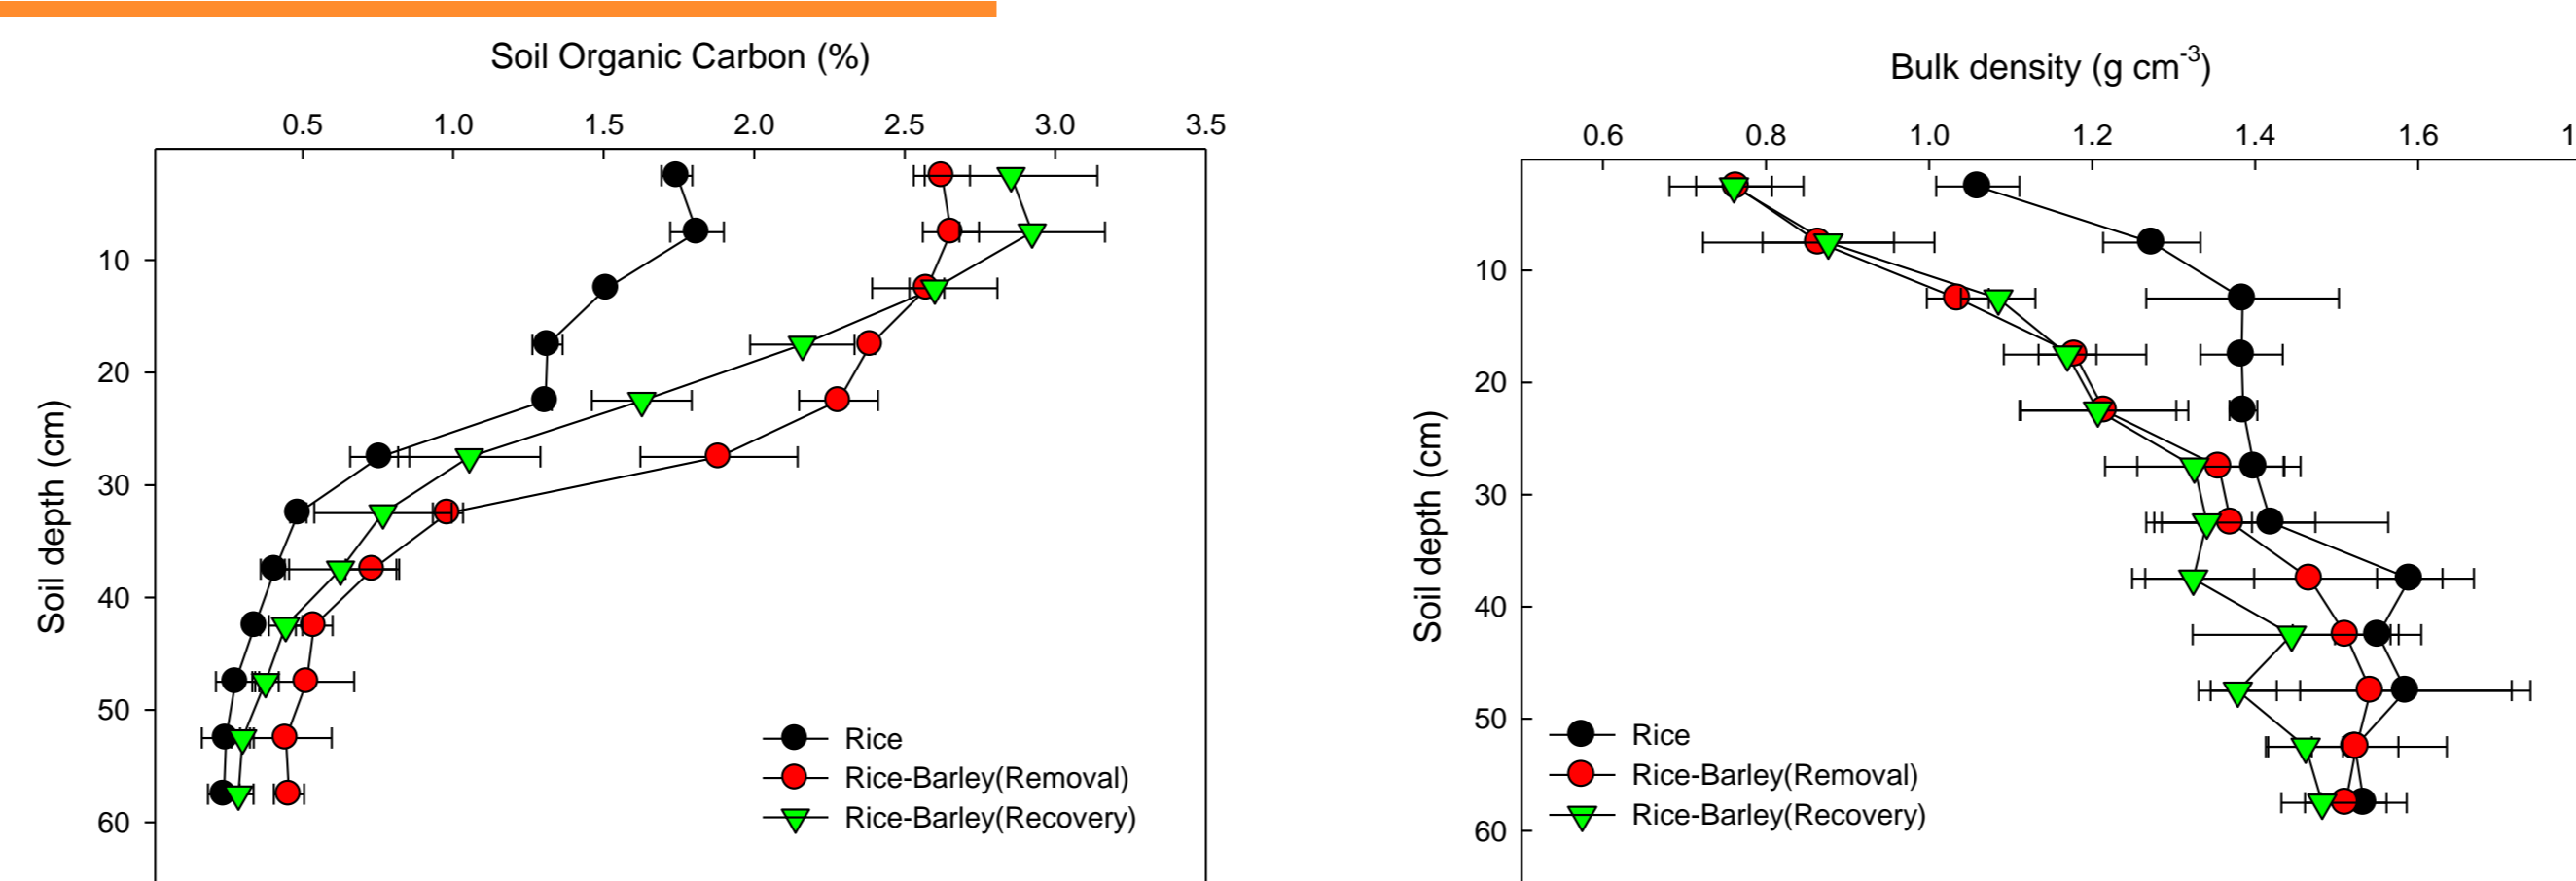 Soil Organic Carbon (%)
0.5 1.0 1.5 2.0 2.5 3.0 3.5
Soil depth (cm)
10
20
30
40
50
60
Rice
Rice-Barley(Removal)
Rice-Barley(Recovery)
Bulk density (g cm⁻³)
0.6 0.8 1.0 1.2 1.4 1.6
Soil depth (cm)
10
20
30
40
50
60
Rice
Rice-Barley(Removal)
Rice-Barley(Recovery)